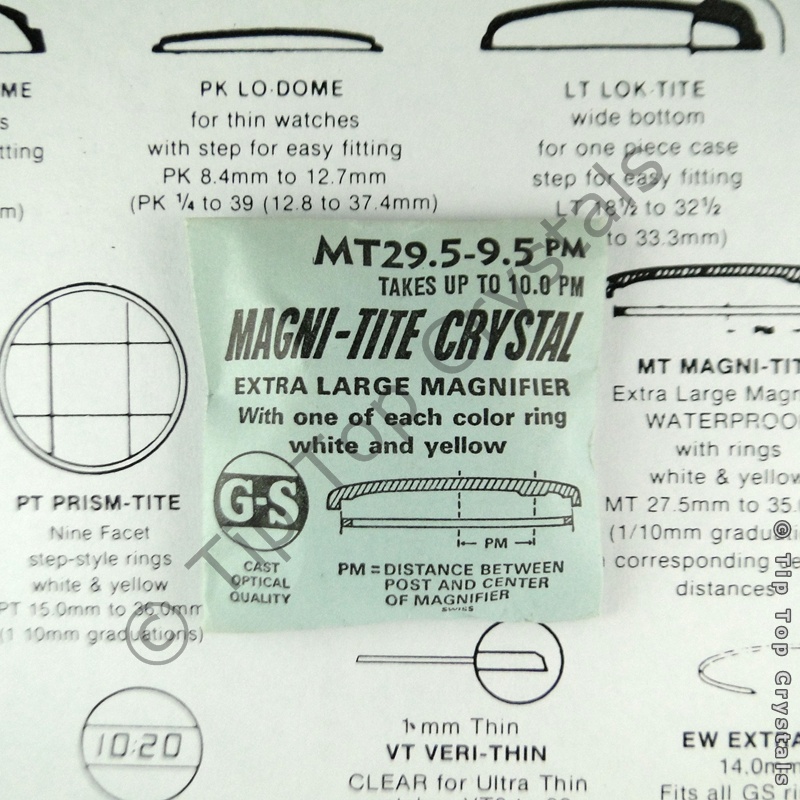 ME
s
tting
m)
PK LO-DOME
for thin watches
with step for easy fitting
PK 8.4mm to 12.7mm
(PK ¼ to 39 (12.8 to 37.4mm)
LT LOK-TITE
wide bottom
for one piece case
step for easy fitting
LT 18½ to 32½
to 33.3mm)
MT29.5-9.5 PM
TAKES UP TO 10.0 PM
MAGNI-TITE CRYSTAL
EXTRA LARGE MAGNIFIER
With one of each color ring
white and yellow
G-S
CAST
OPTICAL
QUALITY
PM
PM = DISTANCE BETWEEN
POST AND CENTER
OF MAGNIFIER
SWISS
PT PRISM-TITE
Nine Facet
step-style rings
white & yellow
PT 15.0mm to 36.0mm
(1 10mm graduations)
MT MAGNI-TIT
Extra Large Magn
WATERPROO
with rings
white & yellow
MT 27.5mm to 35.
(1/10mm graduati
corresponding
distances
10:20
mm Thin
VT VERI-THIN
CLEAR for Ultra Thin
EW EXTRA
14.0mm
Fits all GS ri
© Tip Top Crystals
© Tip Top Crystals